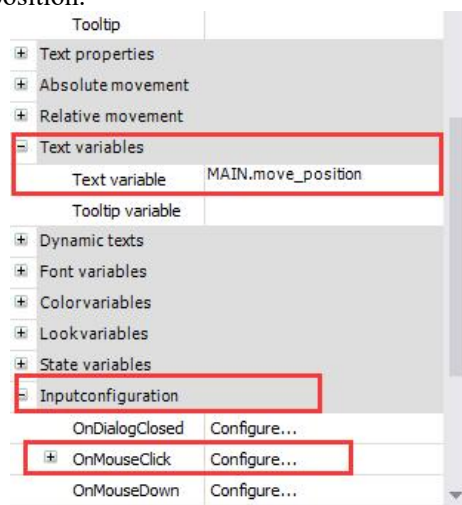 position.
Tooltip
Text properties
Absolute movement
Relative movement
Text variables
Text variable MAIN.move_position
Tooltip variable
Dynamic texts
Font variables
Colorvariables
Lookvariables
State variables
Inputconfiguration
OnDialogClosed Configure...
OnMouseClick Configure...
OnMouseDown Configure...